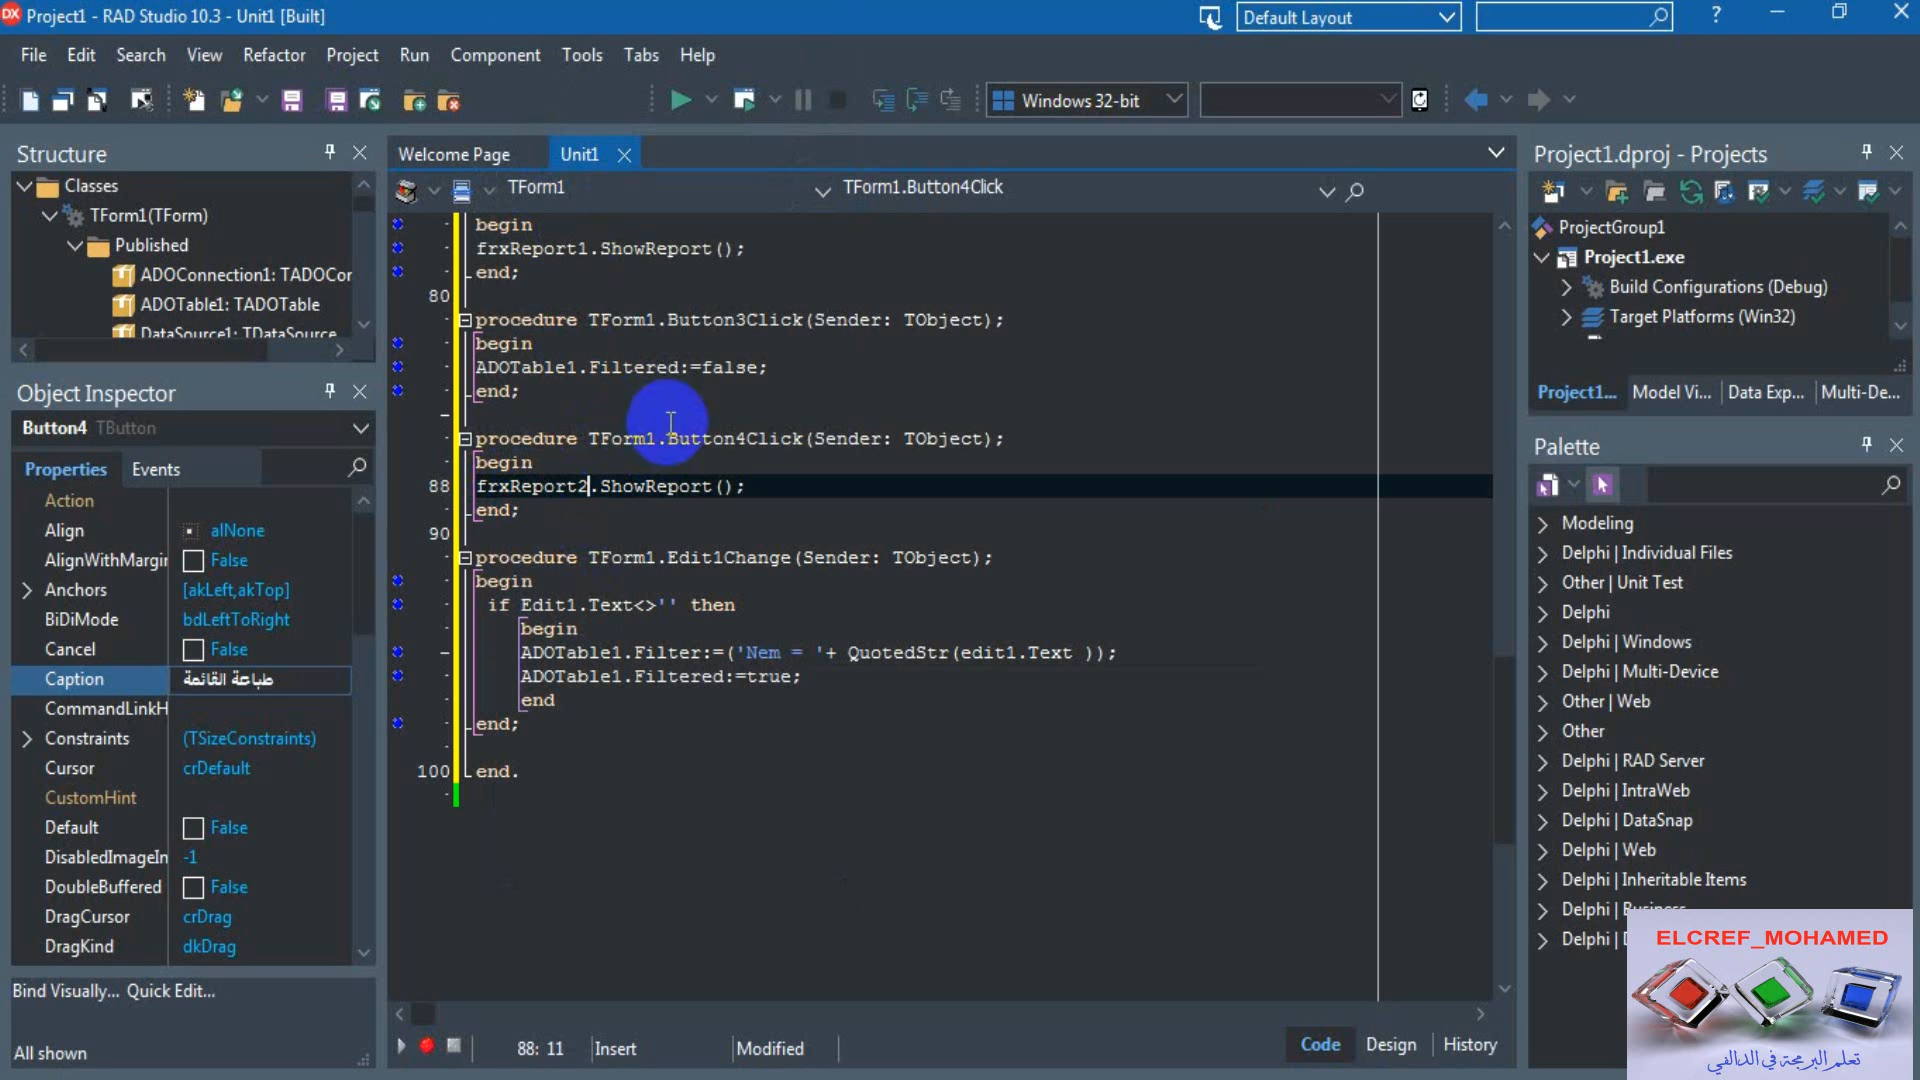 Project1 - RAD Studio 10.3 - Unit1 [Built]
Default Layout
File Edit Search View Refactor Project Run Component Tools Tabs Help
Windows 32-bit
Structure
Classes
TForm1(TForm)
Published
ADOConnection1: TADOCor
ADOTable1: TADOTable
DataSource1: TDataSource
Object Inspector
Button4 TButton
Properties Events
Action
Align alNone
AlignWithMargin False
Anchors [akLeft,akTop]
BiDiMode bdLeftToRight
Cancel False
Caption طباعة القائمة
CommandLinkH
Constraints (TSizeConstraints)
Cursor crDefault
CustomHint
Default False
DisabledImageIn -1
DoubleBuffered False
DragCursor crDrag
DragKind dkDrag
Bind Visually... Quick Edit...
All shown
Welcome Page Unit1
TForm1 TForm1.Button4Click
begin
frxReport1.ShowReport();
end;
80
procedure TForm1.Button3Click(Sender: TObject);
begin
ADOTable1.Filtered:=false;
end;
procedure TForm1.Button4Click(Sender: TObject);
begin
88 frxReport2.ShowReport();
end;
90
procedure TForm1.Edit1Change(Sender: TObject);
begin
if Edit1.Text<>'' then
begin
ADOTable1.Filter:=('Nem = '+ QuotedStr(edit1.Text ));
ADOTable1.Filtered:=true;
end
end;
100 end.
88: 11 Insert Modified
Code Design History
Project1.dproj - Projects
ProjectGroup1
Project1.exe
Build Configurations (Debug)
Target Platforms (Win32)
Project1... Model Vi... Data Exp... Multi-De...
Palette
Modeling
Delphi | Individual Files
Other | Unit Test
Delphi
Delphi | Windows
Delphi | Multi-Device
Other | Web
Other
Delphi | RAD Server
Delphi | IntraWeb
Delphi | DataSnap
Delphi | Web
Delphi | Inheritable Items
Delphi | Business
Delphi |
ELCREF_MOHAMED
تعلم البرمجة في الدالفي